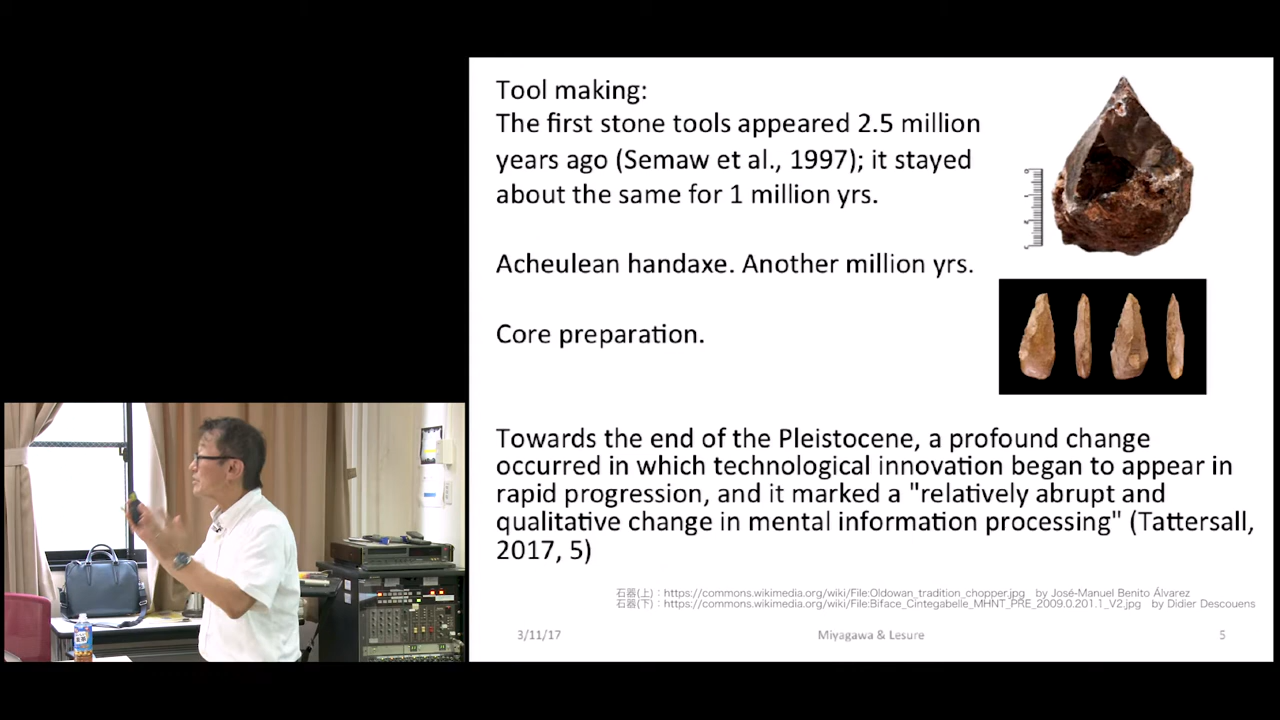 Tool making:
The first stone tools appeared 2.5 million
years ago (Semaw et al., 1997); it stayed
about the same for 1 million yrs.
Acheulean handaxe. Another million yrs.
Core preparation.
Towards the end of the Pleistocene, a profound change
occurred in which technological innovation began to appear in
rapid progression, and it marked a "relatively abrupt and
qualitative change in mental information processing" (Tattersall,
2017, 5)
石器(上)：https://commons.wikimedia.org/wiki/File:Oldowan_tradition_chopper.jpg by José-Manuel Benito Álvarez
石器(下)：https://commons.wikimedia.org/wiki/File:Biface_Cintegabelle_MHNT_PRE_2009.0.201.1_V2.jpg by Didier Descouens
3/11/17
Miyagawa & Lesure
5